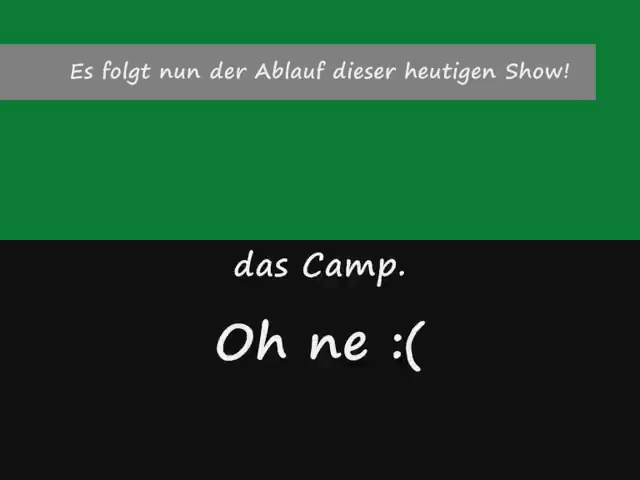 Es folgt nun der Ablauf dieser heutigen Show!
das Camp.
Oh ne :(